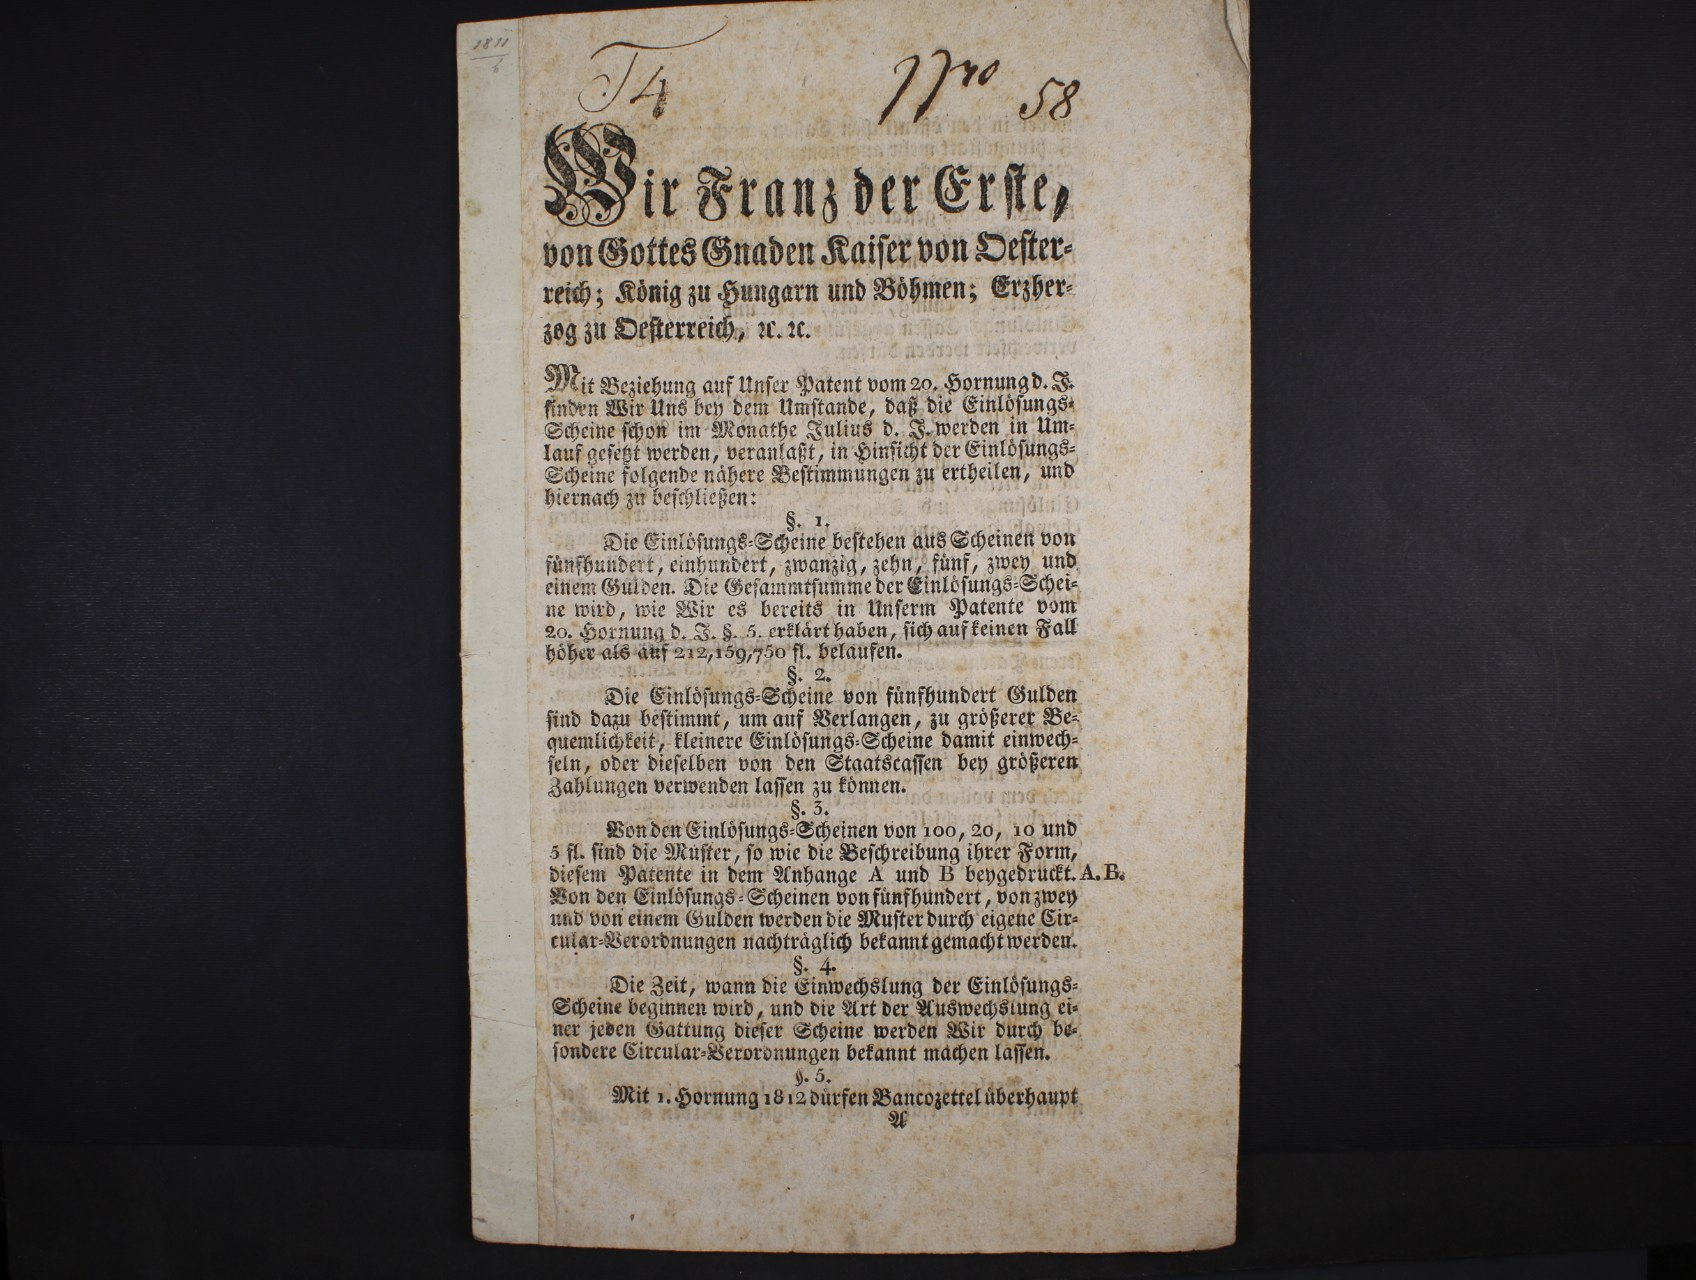 1811
6
T 4
Nro 58
Wir Franz der Erste,
von Gottes Gnaden Kaiser von Oester-
reich; König zu Hungarn und Böhmen; Erzher-
zog zu Oesterreich, ꝛc. ꝛc.
Mit Beziehung auf Unser Patent vom 20. Hornung d. J.
finden Wir Uns bey dem Umstande, daß die Einlösungs-
Scheine schon im Monathe Julius d. J. werden in Um-
lauf gesetzt werden, veranlaßt, in Hinsicht der Einlösungs-
Scheine folgende nähere Bestimmungen zu ertheilen, und
hiernach zu beschließen:
§. 1.
Die Einlösungs-Scheine bestehen aus Scheinen von
fünfhundert, einhundert, zwanzig, zehn, fünf, zwey und
einem Gulden. Die Gesammtsumme der Einlösungs-Schei-
ne wird, wie Wir es bereits in Unserm Patente vom
20. Hornung d. J. §. 5. erklärt haben, sich auf keinen Fall
höher als auf 212,159,750 fl. belaufen.
§. 2.
Die Einlösungs-Scheine von fünfhundert Gulden
sind dazu bestimmt, um auf Verlangen, zu größerer Be-
quemlichkeit, kleinere Einlösungs-Scheine damit einwech-
seln, oder dieselben von den Staatscassen bey größeren
Zahlungen verwenden lassen zu können.
§. 3.
Von den Einlösungs-Scheinen von 100, 20, 10 und
5 fl. sind die Muster, so wie die Beschreibung ihrer Form,
diesem Patente in dem Anhange A und B beygedruckt. A. B.
Von den Einlösungs-Scheinen von fünfhundert, von zwey
und von einem Gulden werden die Muster durch eigene Cir-
cular-Verordnungen nachträglich bekannt gemacht werden.
§. 4.
Die Zeit, wann die Einwechslung der Einlösungs-
Scheine beginnen wird, und die Art der Auswechslung ei-
ner jeden Gattung dieser Scheine werden Wir durch be-
sondere Circular-Verordnungen bekannt machen lassen.
§. 5.
Mit 1. Hornung 1812 dürfen Bancozettel überhaupt
A